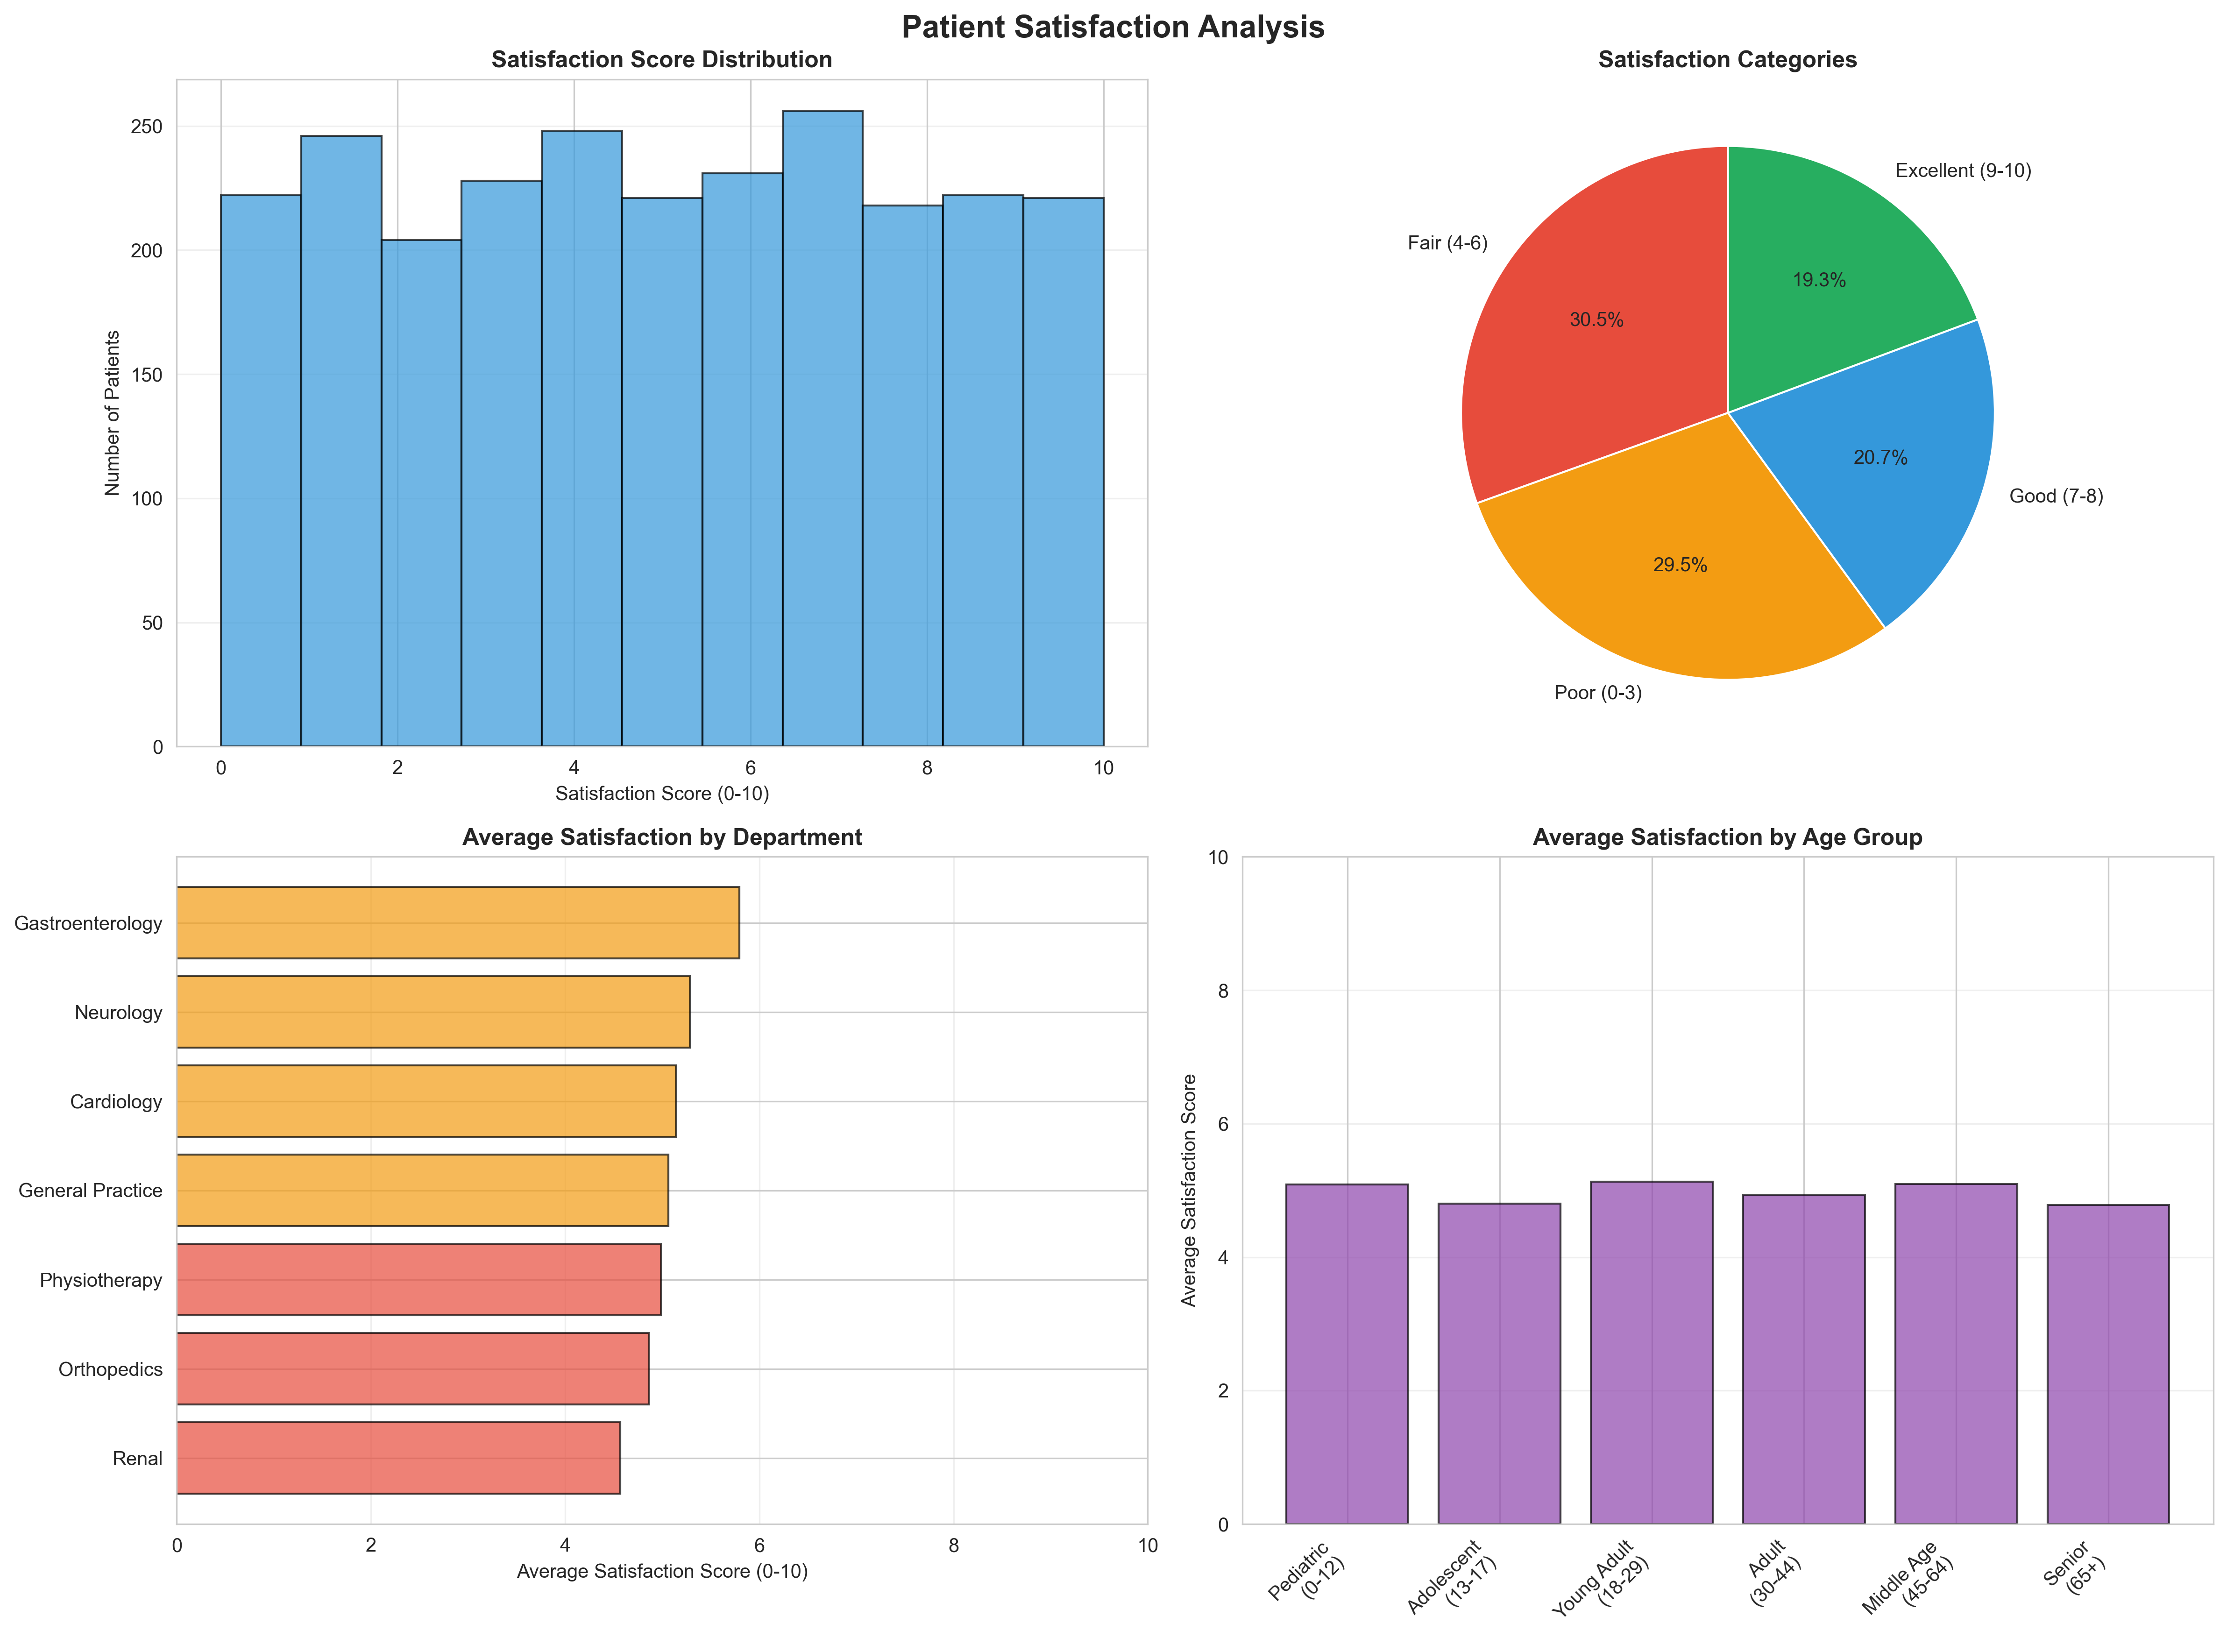 Patient Satisfaction Analysis
Satisfaction Score Distribution
250
200
150
100
50
0
Number of Patients
0 2 4 6 8 10
Satisfaction Score (0-10)
Satisfaction Categories
Excellent (9-10)
Fair (4-6)
19.3%
30.5%
20.7%
Good (7-8)
29.5%
Poor (0-3)
Average Satisfaction by Department
Gastroenterology
Neurology
Cardiology
General Practice
Physiotherapy
Orthopedics
Renal
0 2 4 6 8 10
Average Satisfaction Score (0-10)
Average Satisfaction by Age Group
10
8
6
4
2
0
Average Satisfaction Score
Pediatric
(0-12)
Adolescent
(13-17)
Young Adult
(18-29)
Adult
(30-44)
Middle Age
(45-64)
Senior
(65+)